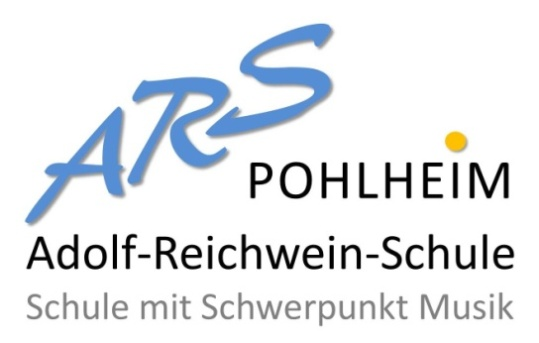 ARS
POHLHEIM
Adolf-Reichwein-Schule
Schule mit Schwerpunkt Musik